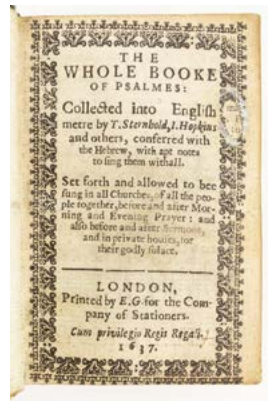 THE
WHOLE BOOKE
OF PSALMES:
Collected into English
metre by T. Sternhold, I. Hopkins
and others, conferred with
the Hebrew, with apt notes
to sing them withall.
Set forth and allowed to bee
sung in all Churches, of all the peo-
ple together, before and after Mor-
ning and Evening Prayer: and
also before and after Sermons,
and in private houses, for
their godly solace.
LONDON,
Printed by E.G. for the Com-
pany of Stationers.
Cum privilegio Regis
1637.